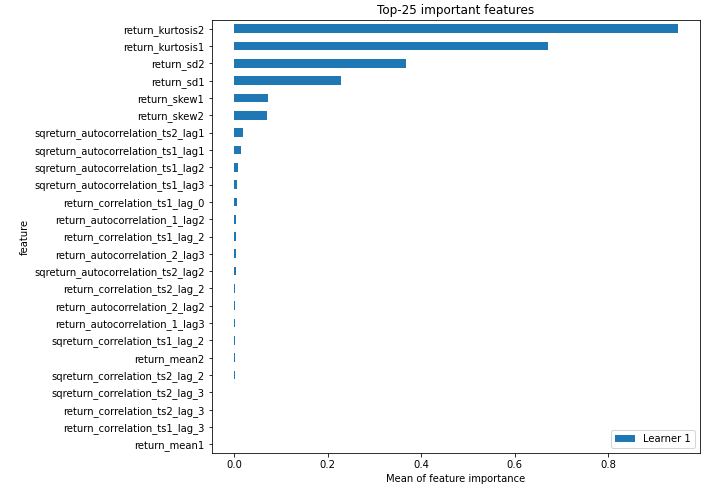 Top-25 important features
return_kurtosis2
return_kurtosis1
return_sd2
return_sd1
return_skew1
return_skew2
sqreturn_autocorrelation_ts2_lag1
sqreturn_autocorrelation_ts1_lag1
sqreturn_autocorrelation_ts1_lag2
sqreturn_autocorrelation_ts1_lag3
return_correlation_ts1_lag_0
return_autocorrelation_1_lag2
return_correlation_ts1_lag_2
return_autocorrelation_2_lag3
sqreturn_autocorrelation_ts2_lag2
return_correlation_ts2_lag_2
return_autocorrelation_2_lag2
return_autocorrelation_1_lag3
sqreturn_correlation_ts1_lag_2
return_mean2
sqreturn_correlation_ts2_lag_2
sqreturn_correlation_ts2_lag_3
return_correlation_ts2_lag_3
return_correlation_ts1_lag_3
return_mean1
feature
Learner 1
0.0 0.2 0.4 0.6 0.8
Mean of feature importance